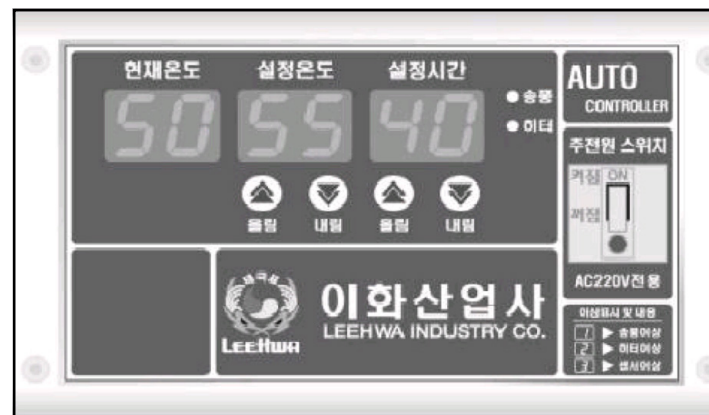 현재온도 설정온도 설정시간
50 55 40
송풍
히터
올림 내림 올림 내림
AUTO
CONTROLLER
주전원 스위치
켜짐 ON
꺼짐
AC220V전용
이화산업사
LEEHWA INDUSTRY CO.
LEEHWA
이상표시 및 내용
1 ▶ 송풍이상
2 ▶ 히터이상
3 ▶ 센서이상